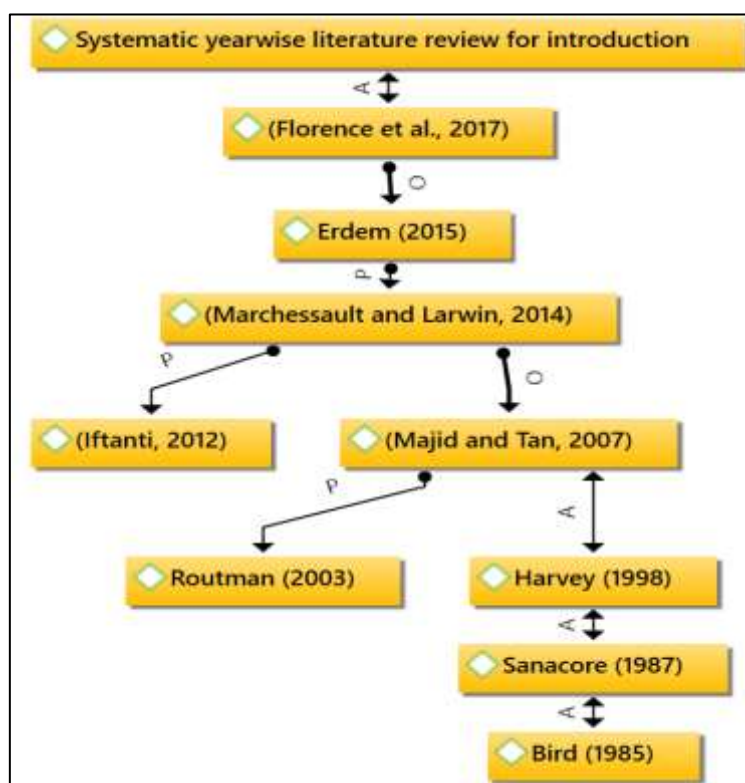 Systematic yearwise literature review for introduction
A
(Florence et al., 2017)
O
Erdem (2015)
P
(Marchessault and Larwin, 2014)
P
O
(Iftanti, 2012)
(Majid and Tan, 2007)
P
A
Routman (2003)
Harvey (1998)
A
Sanacore (1987)
A
Bird (1985)